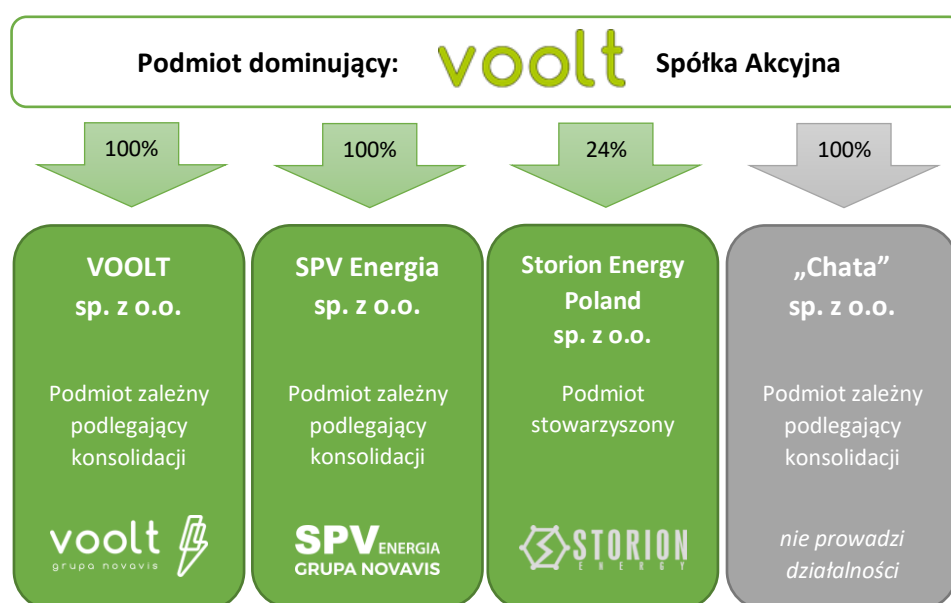 Podmiot dominujący: voolt Spółka Akcyjna
100%
100%
24%
100%
VOOLT
sp. z o.o.
Podmiot zależny
podlegający
konsolidacji
voolt
grupa novavis
SPV Energia
sp. z o.o.
Podmiot zależny
podlegający
konsolidacji
SPV ENERGIA
GRUPA NOVAVIS
Storion Energy
Poland
sp. z o.o.
Podmiot
stowarzyszony
STORION
ENERGY
„Chata”
sp. z o.o.
Podmiot zależny
podlegający
konsolidacji
nie prowadzi
działalności